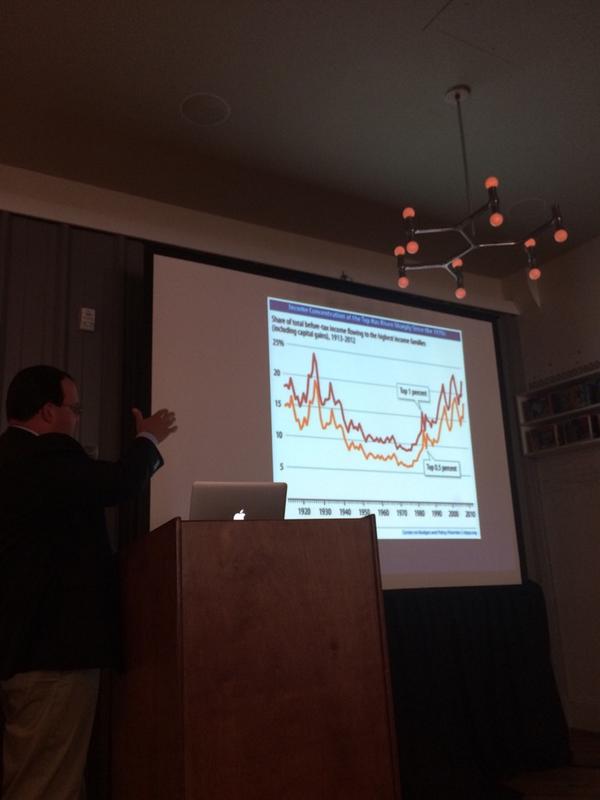 Income Concentration at the Top Has Risen Sharply Since the 1970s
Share of total before-tax income flowing to the highest income families
(including capital gains), 1913-2012
25%
20
15
10
5
Top 1 percent
Top 0.5 percent
1920 1930 1940 1950 1960 1970 1980 1990 2000 2010
Center on Budget and Policy Priorities | cbpp.org